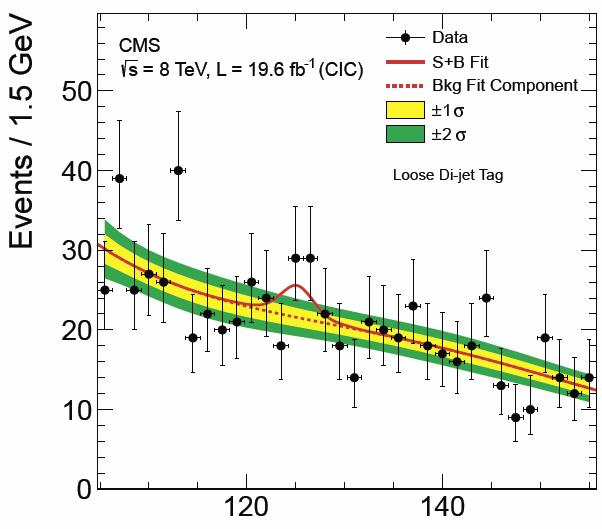 CMS
√s = 8 TeV, L = 19.6 fb⁻¹ (CIC)
Data
S+B Fit
Bkg Fit Component
±1 σ
±2 σ
Loose Di-jet Tag
Events / 1.5 GeV
50
40
30
20
10
0
120 140